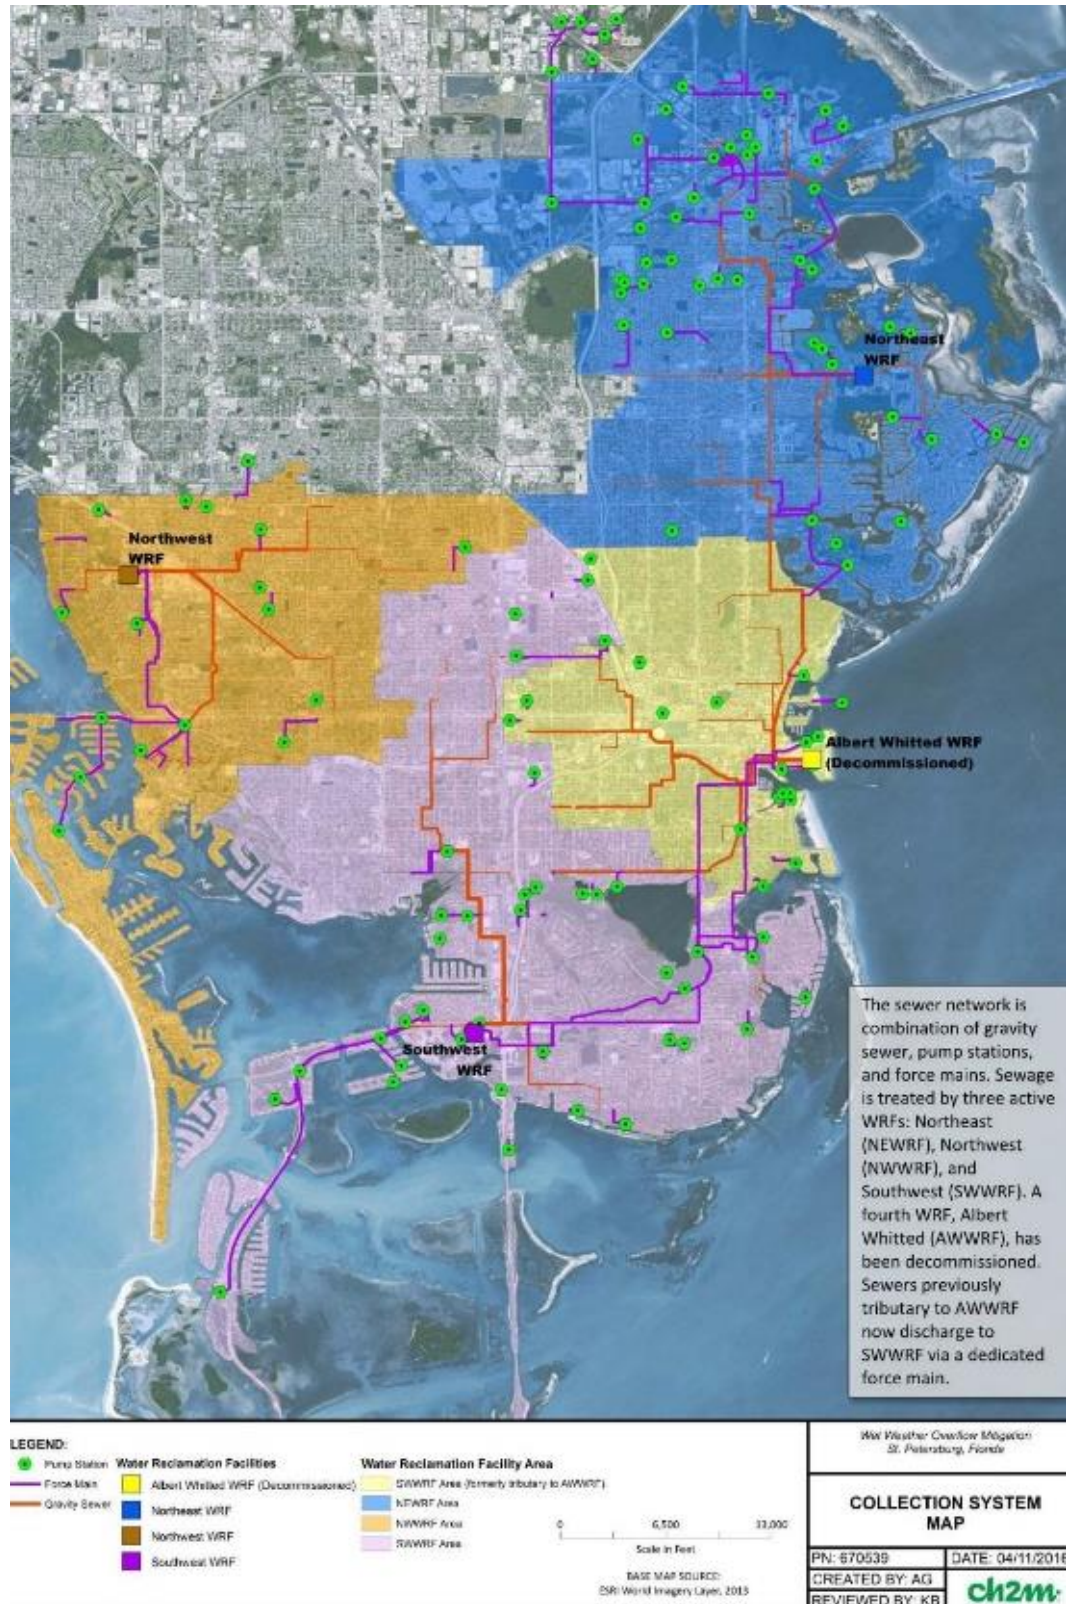 Northeast
WRF
Northwest
WRF
Albert Whitted WRF
(Decommissioned)
Southwest
WRF
The sewer network is
combination of gravity
sewer, pump stations,
and force mains. Sewage
is treated by three active
WRFs: Northeast
(NEWRF), Northwest
(NWWRF), and
Southwest (SWWRF). A
fourth WRF, Albert
Whitted (AWWRF), has
been decommissioned.
Sewers previously
tributary to AWWRF
now discharge to
SWWRF via a dedicated
force main.
LEGEND:
Pump Station
Force Main
Gravity Sewer
Water Reclamation Facilities
Albert Whitted WRF (Decommissioned)
Northeast WRF
Northwest WRF
Southwest WRF
Water Reclamation Facility Area
SWWRF Area (formerly tributary to AWWRF)
NEWRF Area
NWWRF Area
SWWRF Area
0 6,500 13,000
Scale in Feet
BASE MAP SOURCE:
ESRI World Imagery Layer, 2013
Wet Weather Overflow Mitigation
St. Petersburg, Florida
COLLECTION SYSTEM
MAP
PN: 670539
DATE: 04/11/2016
CREATED BY: AG
REVIEWED BY: KB
ch2m: